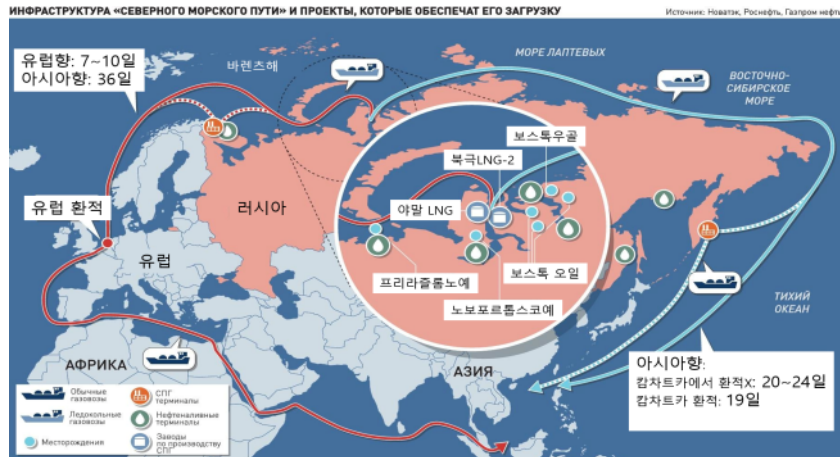 ИНФРАСТРУКТУРА «СЕВЕРНОГО МОРСКОГО ПУТИ» И ПРОЕКТЫ, КОТОРЫЕ ОБЕСПЕЧАТ ЕГО ЗАГРУЗКУ
Источник: Новатэк, Роснефть, Газпром нефть
유럽향: 7~10일
아시아향: 36일
바렌츠해
МОРЕ ЛАПТЕВЫХ
ВОСТОЧНО-
СИБИРСКОЕ
МОРЕ
보스톡우골
북극LNG-2
야말 LNG
유럽 환적
러시아
유럽
프리라즐롬노예
보스톡 오일
노보포르톱스코예
ТИХИЙ
ОКЕАН
АФРИКА
АЗИЯ
아시아향:
캄차트카에서 환적x: 20~24일
캄차트카 환적: 19일
Обычные
газовозы
СПГ
терминалы
Ледокольные
газовозы
Нефтеналивные
терминалы
Месторождения
Заводы
по производству
СПГ